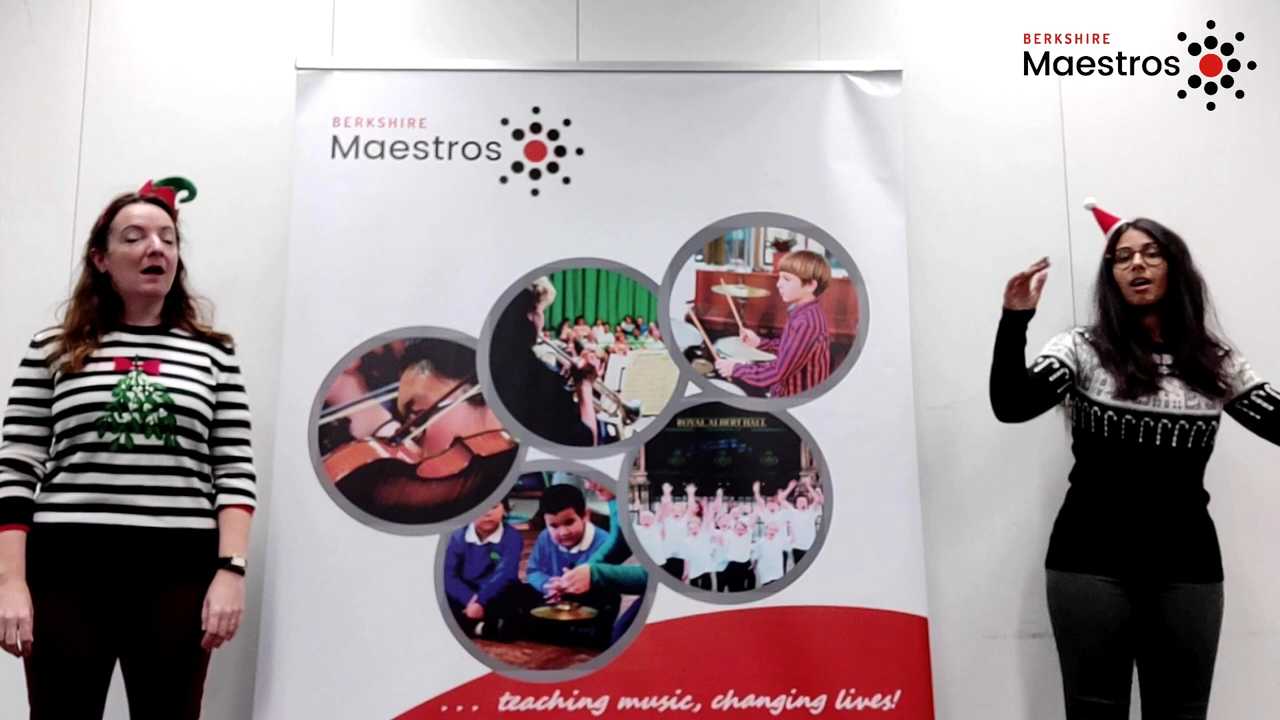 BERKSHIRE
Maestros
BERKSHIRE
Maestros
ROYAL ALBERT HALL
... teaching music, changing lives!